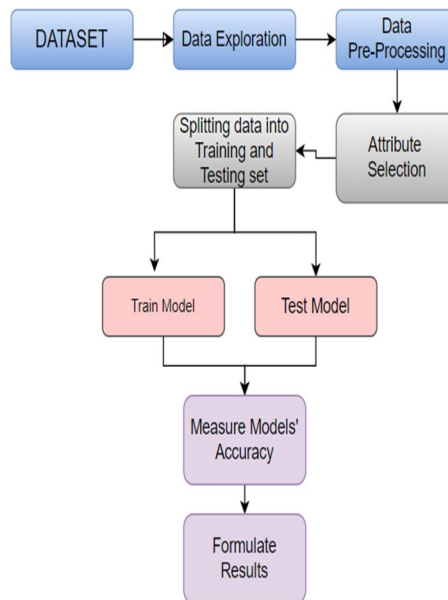 DATASET
Data Exploration
Data
Pre-Processing
Splitting data into
Training and
Testing set
Attribute
Selection
Train Model
Test Model
Measure Models'
Accuracy
Formulate
Results